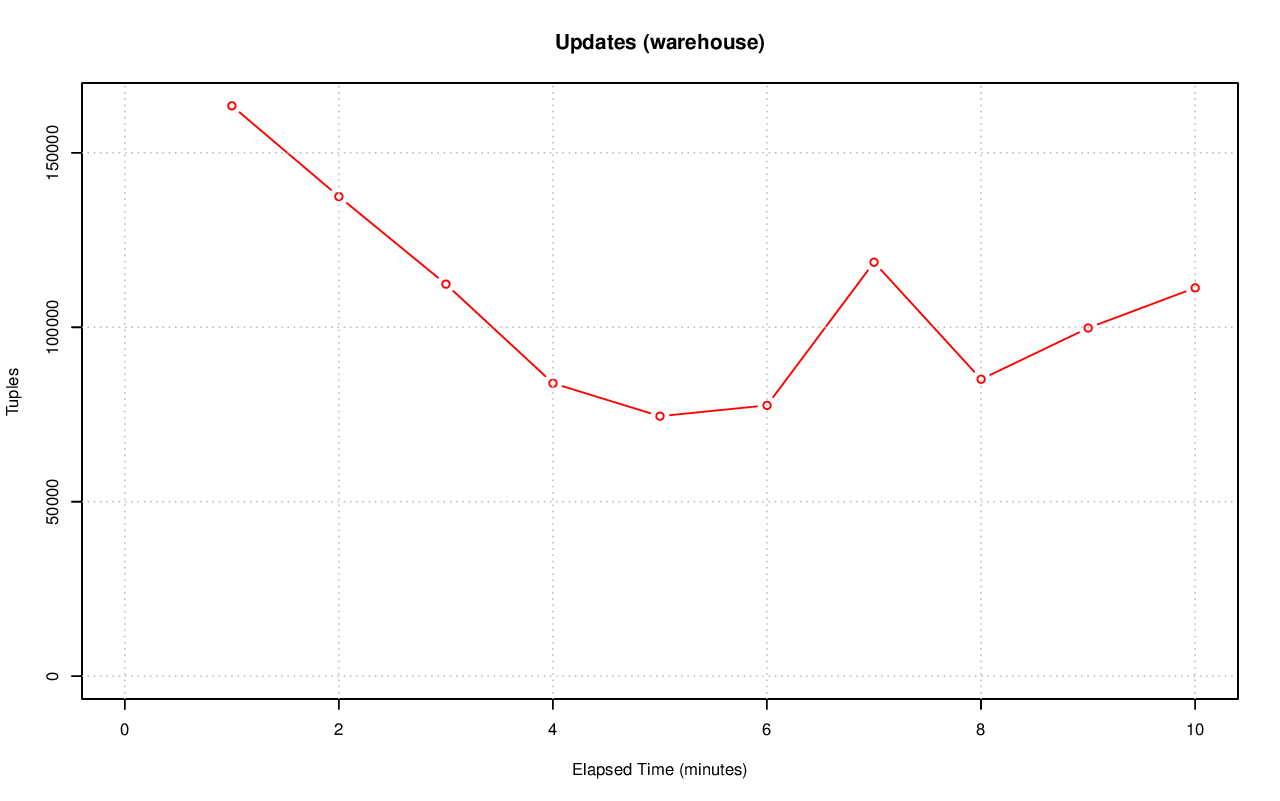 Updates (warehouse)
150000
100000
50000
0
Tuples
0 2 4 6 8 10
Elapsed Time (minutes)